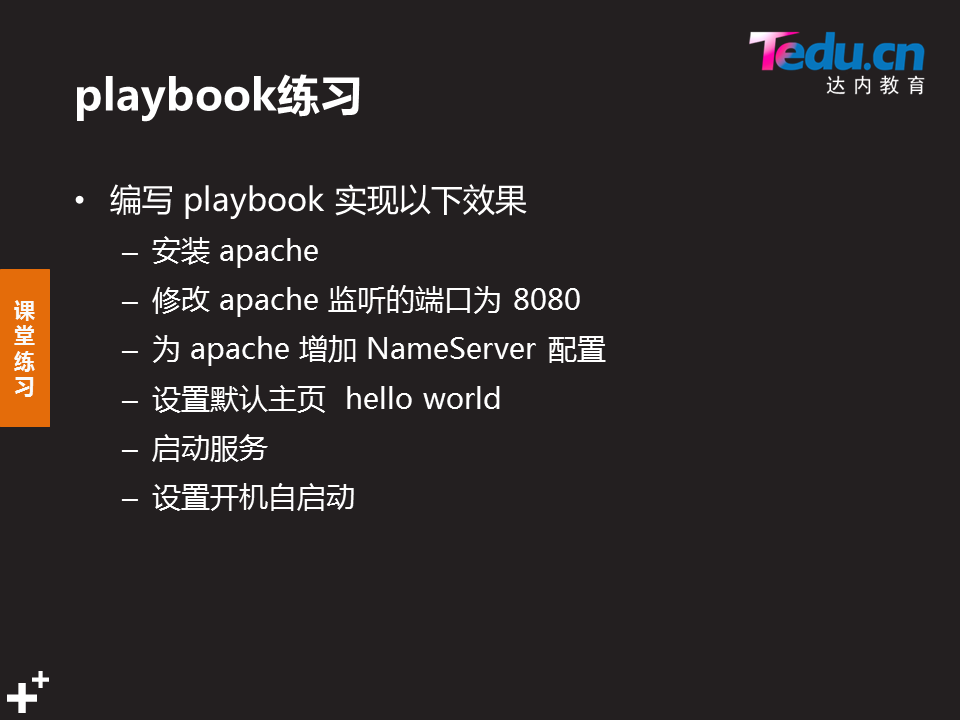 Tedu.cn
达内教育
playbook练习
• 编写 playbook 实现以下效果
– 安装 apache
– 修改 apache 监听的端口为 8080
– 为 apache 增加 NameServer 配置
– 设置默认主页 hello world
– 启动服务
– 设置开机自启动
课堂练习